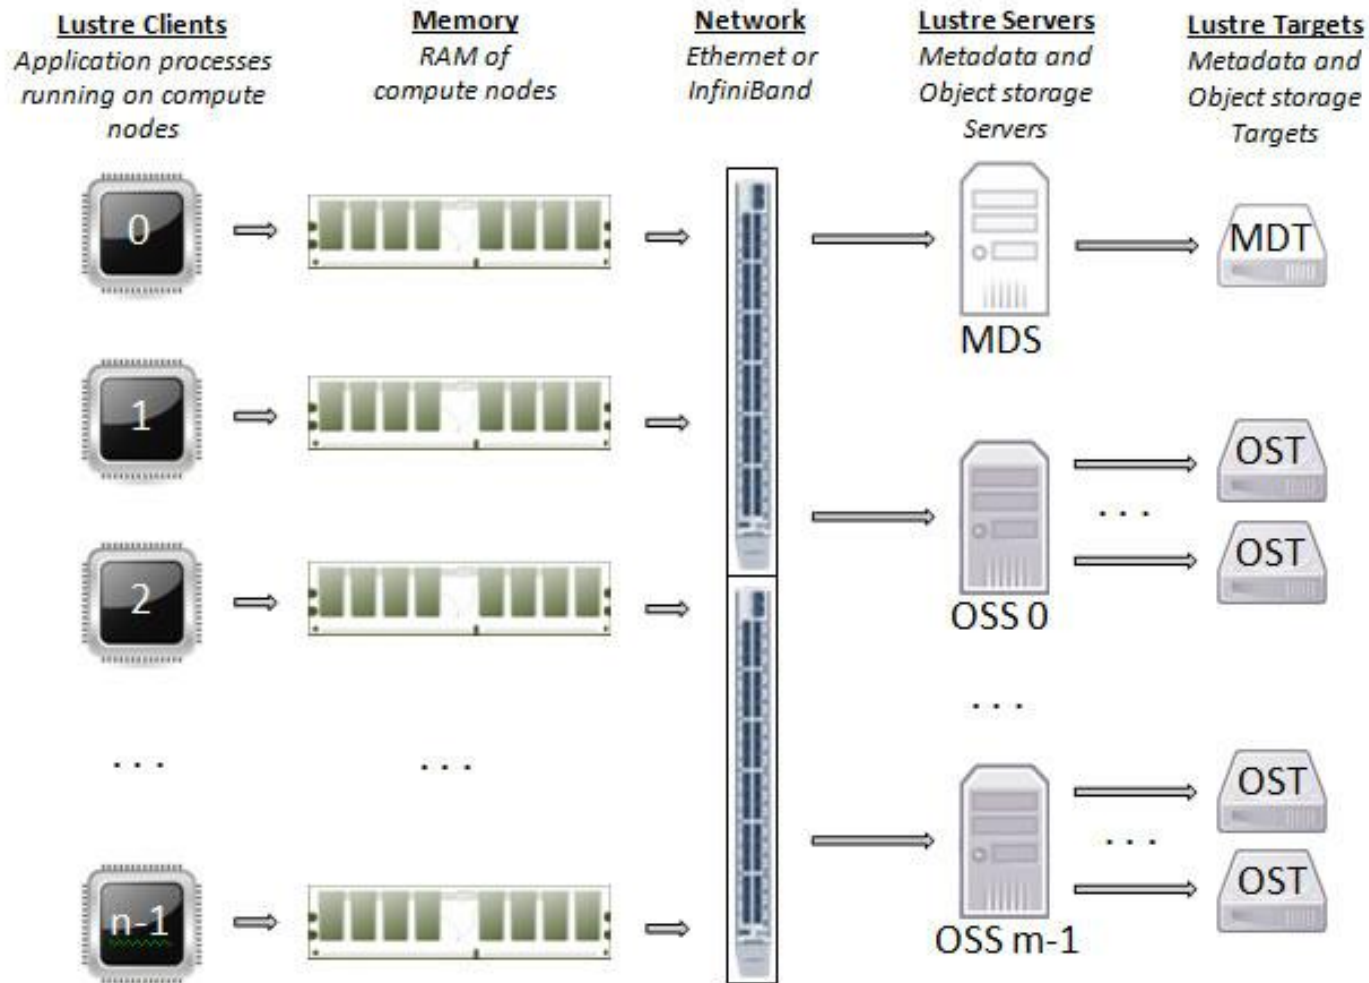 Lustre Clients
Application processes
running on compute
nodes
Memory
RAM of
compute nodes
Network
Ethernet or
InfiniBand
Lustre Servers
Metadata and
Object storage
Servers
Lustre Targets
Metadata and
Object storage
Targets
0
MDS
MDT
1
OSS 0
OST
. . .
OST
2
. . .
. . .
. . .
n-1
OSS m-1
OST
. . .
OST